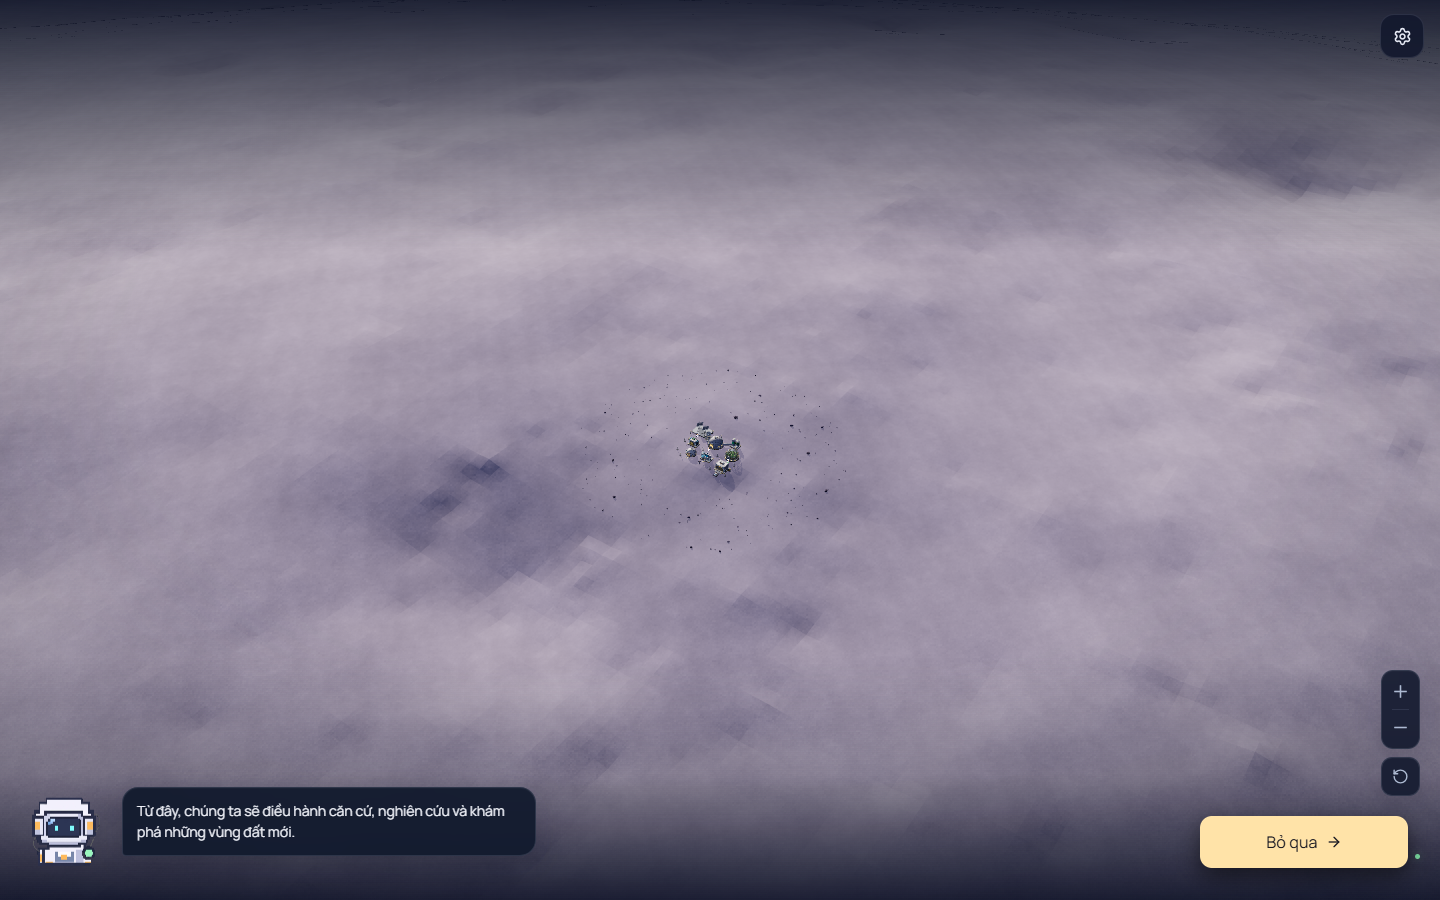 Từ đây, chúng ta sẽ điều hành căn cứ, nghiên cứu và khám
phá những vùng đất mới.
Bỏ qua